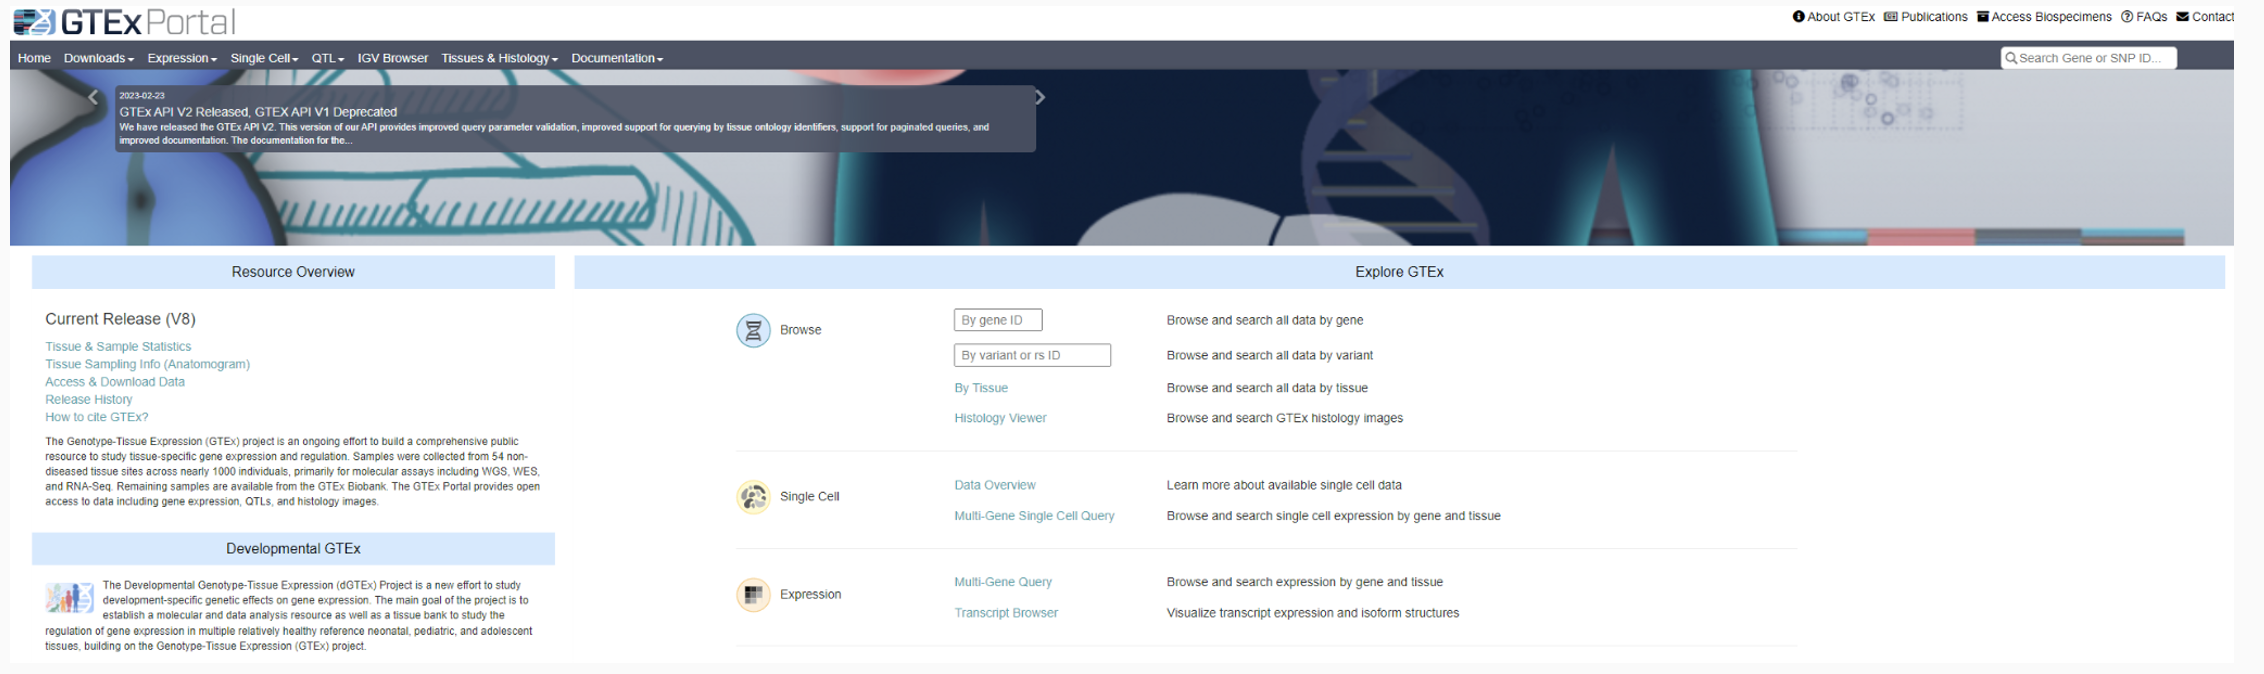 GTExPortal
About GTEx Publications Access Biospecimens FAQs Contact
Home Downloads Expression Single Cell QTL IGV Browser Tissues & Histology Documentation
Search Gene or SNP ID...
2023-02-23
GTEx API V2 Released, GTEX API V1 Deprecated
We have released the GTEx API V2. This version of our API provides improved query parameter validation, improved support for querying by tissue ontology identifiers, support for paginated queries, and
improved documentation. The documentation for the...
Resource Overview
Current Release (V8)
Tissue & Sample Statistics
Tissue Sampling Info (Anatomogram)
Access & Download Data
Release History
How to cite GTEx?
The Genotype-Tissue Expression (GTEx) project is an ongoing effort to build a comprehensive public
resource to study tissue-specific gene expression and regulation. Samples were collected from 54 non-
diseased tissue sites across nearly 1000 individuals, primarily for molecular assays including WGS, WES,
and RNA-Seq. Remaining samples are available from the GTEx Biobank. The GTEx Portal provides open
access to data including gene expression, QTLs, and histology images.
Developmental GTEx
The Developmental Genotype-Tissue Expression (dGTEx) Project is a new effort to study
development-specific genetic effects on gene expression. The main goal of the project is to
establish a molecular and data analysis resource as well as a tissue bank to study the
regulation of gene expression in multiple relatively healthy reference neonatal, pediatric, and adolescent
tissues, building on the Genotype-Tissue Expression (GTEx) project.
Explore GTEx
Browse
By gene ID Browse and search all data by gene
By variant or rs ID Browse and search all data by variant
By Tissue Browse and search all data by tissue
Histology Viewer Browse and search GTEx histology images
Single Cell
Data Overview Learn more about available single cell data
Multi-Gene Single Cell Query Browse and search single cell expression by gene and tissue
Expression
Multi-Gene Query Browse and search expression by gene and tissue
Transcript Browser Visualize transcript expression and isoform structures